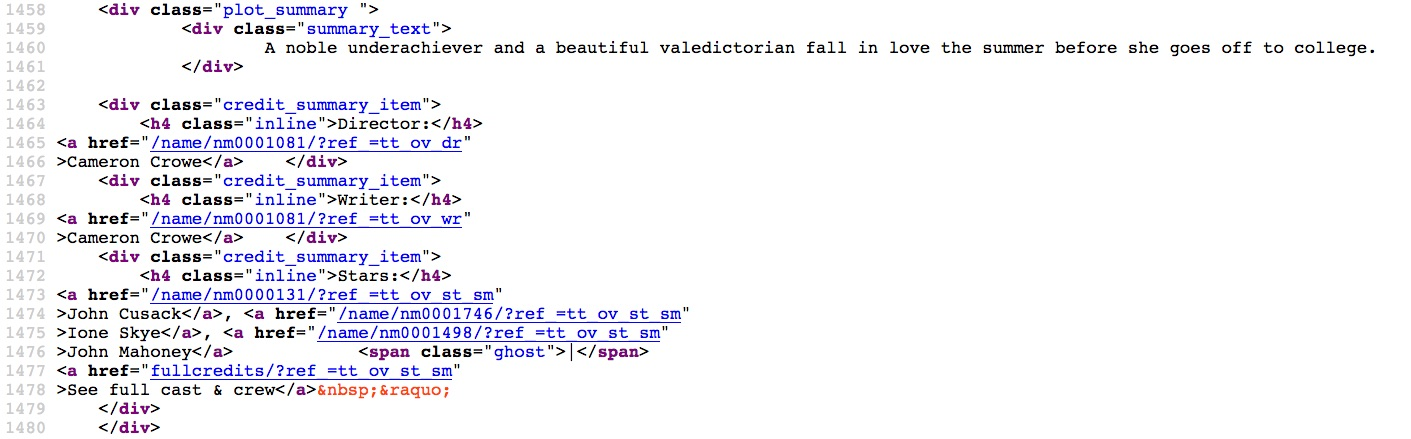 1458     <div class="plot_summary ">
1459             <div class="summary_text">
1460                     A noble underachiever and a beautiful valedictorian fall in love the summer before she goes off to college.
1461             </div>
1462
1463     <div class="credit_summary_item">
1464         <h4 class="inline">Director:</h4>
1465 <a href="/name/nm0001081/?ref_=tt_ov_dr"
1466 >Cameron Crowe</a>    </div>
1467     <div class="credit_summary_item">
1468         <h4 class="inline">Writer:</h4>
1469 <a href="/name/nm0001081/?ref_=tt_ov_wr"
1470 >Cameron Crowe</a>    </div>
1471     <div class="credit_summary_item">
1472         <h4 class="inline">Stars:</h4>
1473 <a href="/name/nm0000131/?ref_=tt_ov_st_sm"
1474 >John Cusack</a>, <a href="/name/nm0001746/?ref_=tt_ov_st_sm"
1475 >Ione Skye</a>, <a href="/name/nm0001498/?ref_=tt_ov_st_sm"
1476 >John Mahoney</a>            <span class="ghost">|</span>
1477 <a href="fullcredits/?ref_=tt_ov_st_sm"
1478 >See full cast & crew</a>&nbsp;&raquo;
1479     </div>
1480     </div>